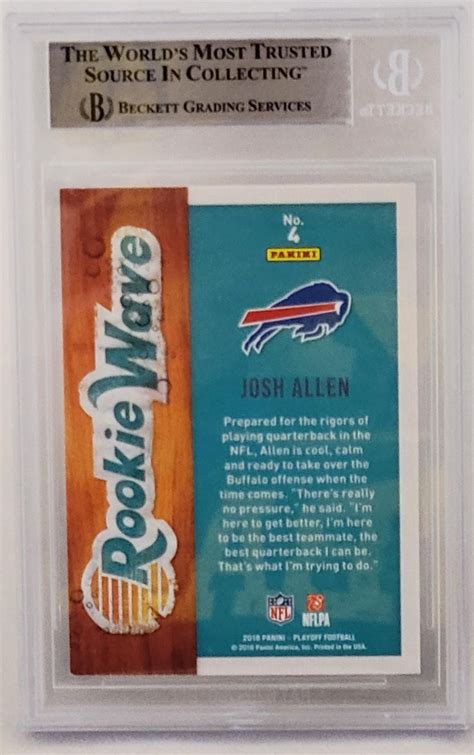 THE WORLD'S MOST TRUSTED
SOURCE IN COLLECTING™
B BECKETT GRADING SERVICES
B
BECKETT
Rookie Wave
No.
4
PANINI
JOSH ALLEN
Prepared for the rigors of
playing quarterback in the
NFL, Allen is cool, calm
and ready to take over the
Buffalo offense when the
time comes. "There's really
no pressure," he said. "I'm
here to get better, I'm here
to be the best teammate, the
best quarterback I can be.
That's what I'm trying to do."
NFL
NFLPA
2018 PANINI – PLAYOFF FOOTBALL
© 2018 Panini America, Inc. Printed in the USA.